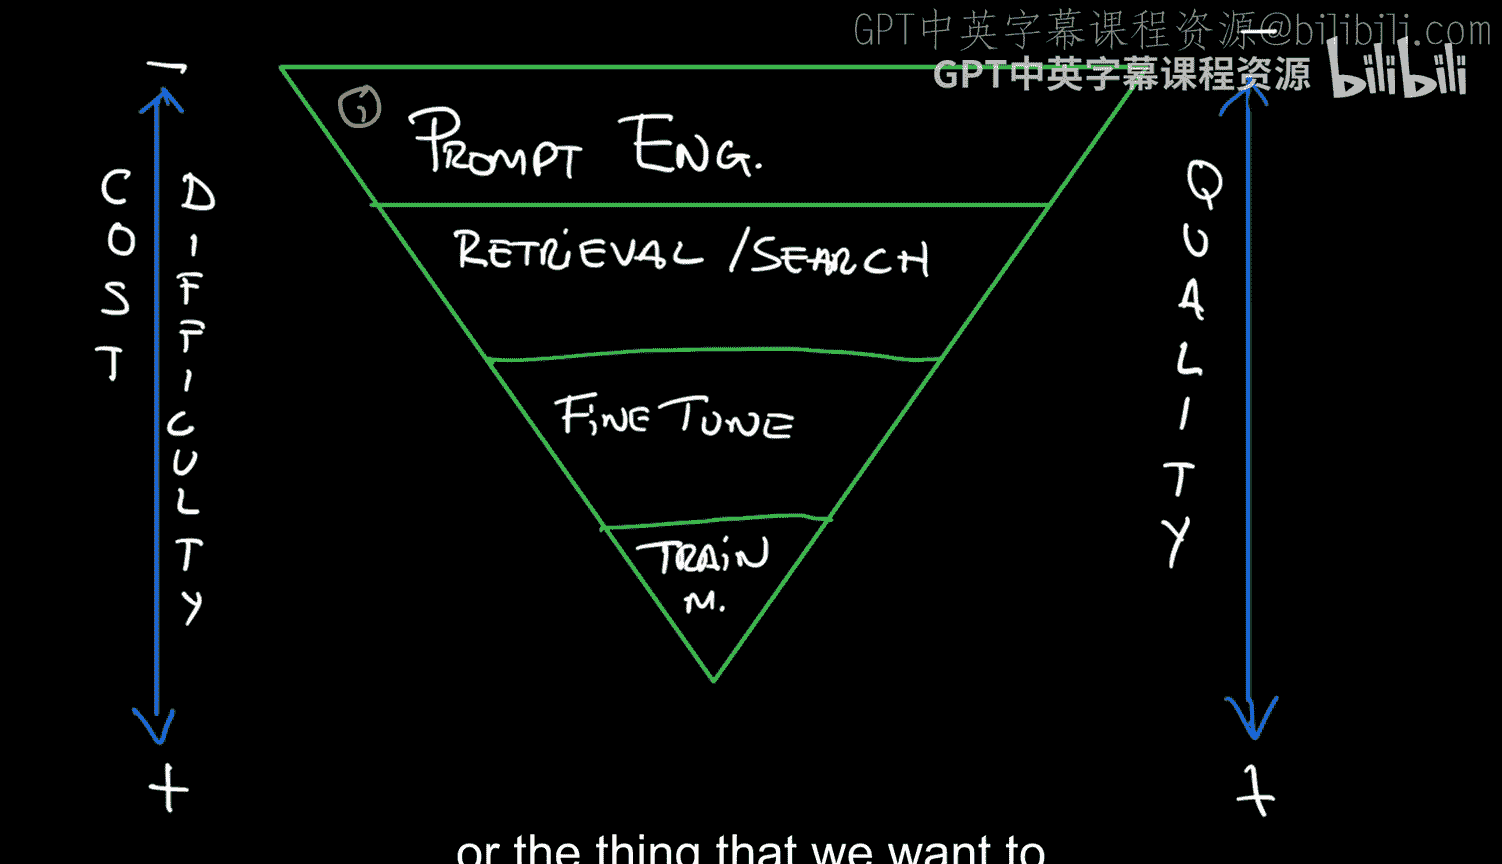 GPT中英字幕课程资源@bilibili.com
GPT中英字幕课程资源 bilibili
−
−
COST
DIFFICULTY
QUALITY
1
PROMPT ENG.
RETRIEVAL /SEARCH
FINE TUNE
TRAIN
M.
+
+
or the thing that we want to